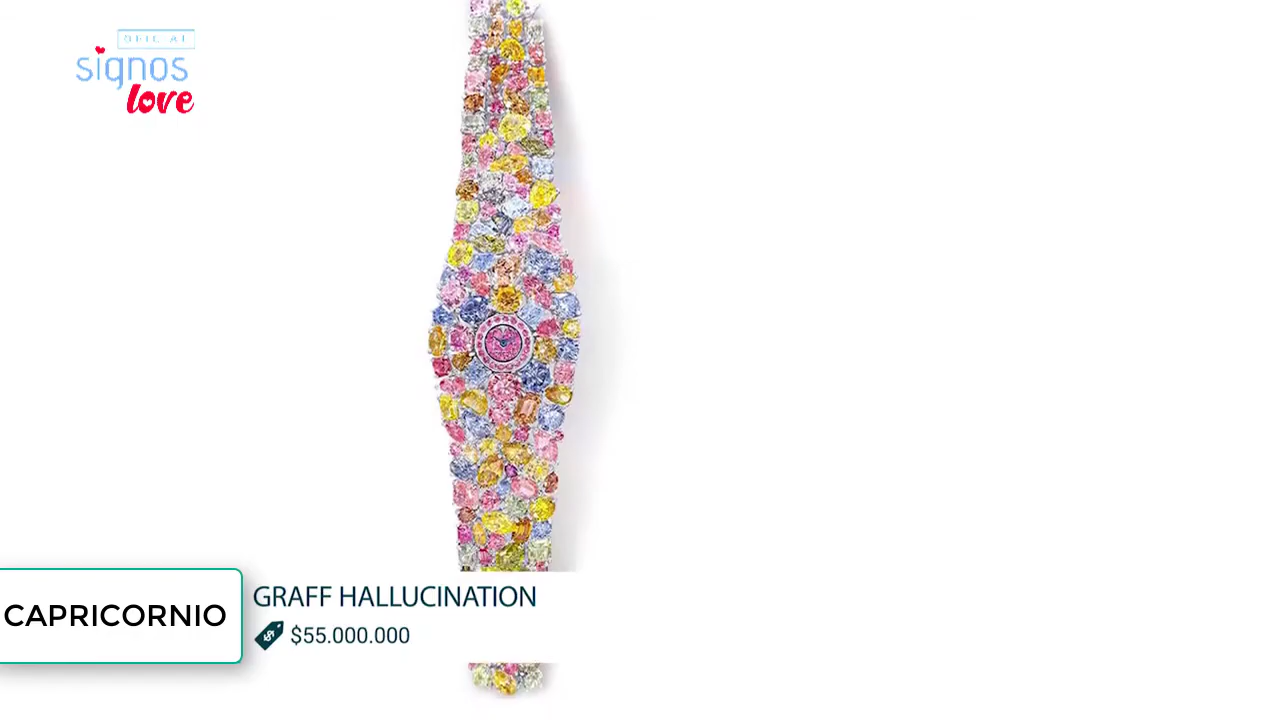 signos
love
CAPRICORNIO
GRAFF HALLUCINATION
$55.000.000